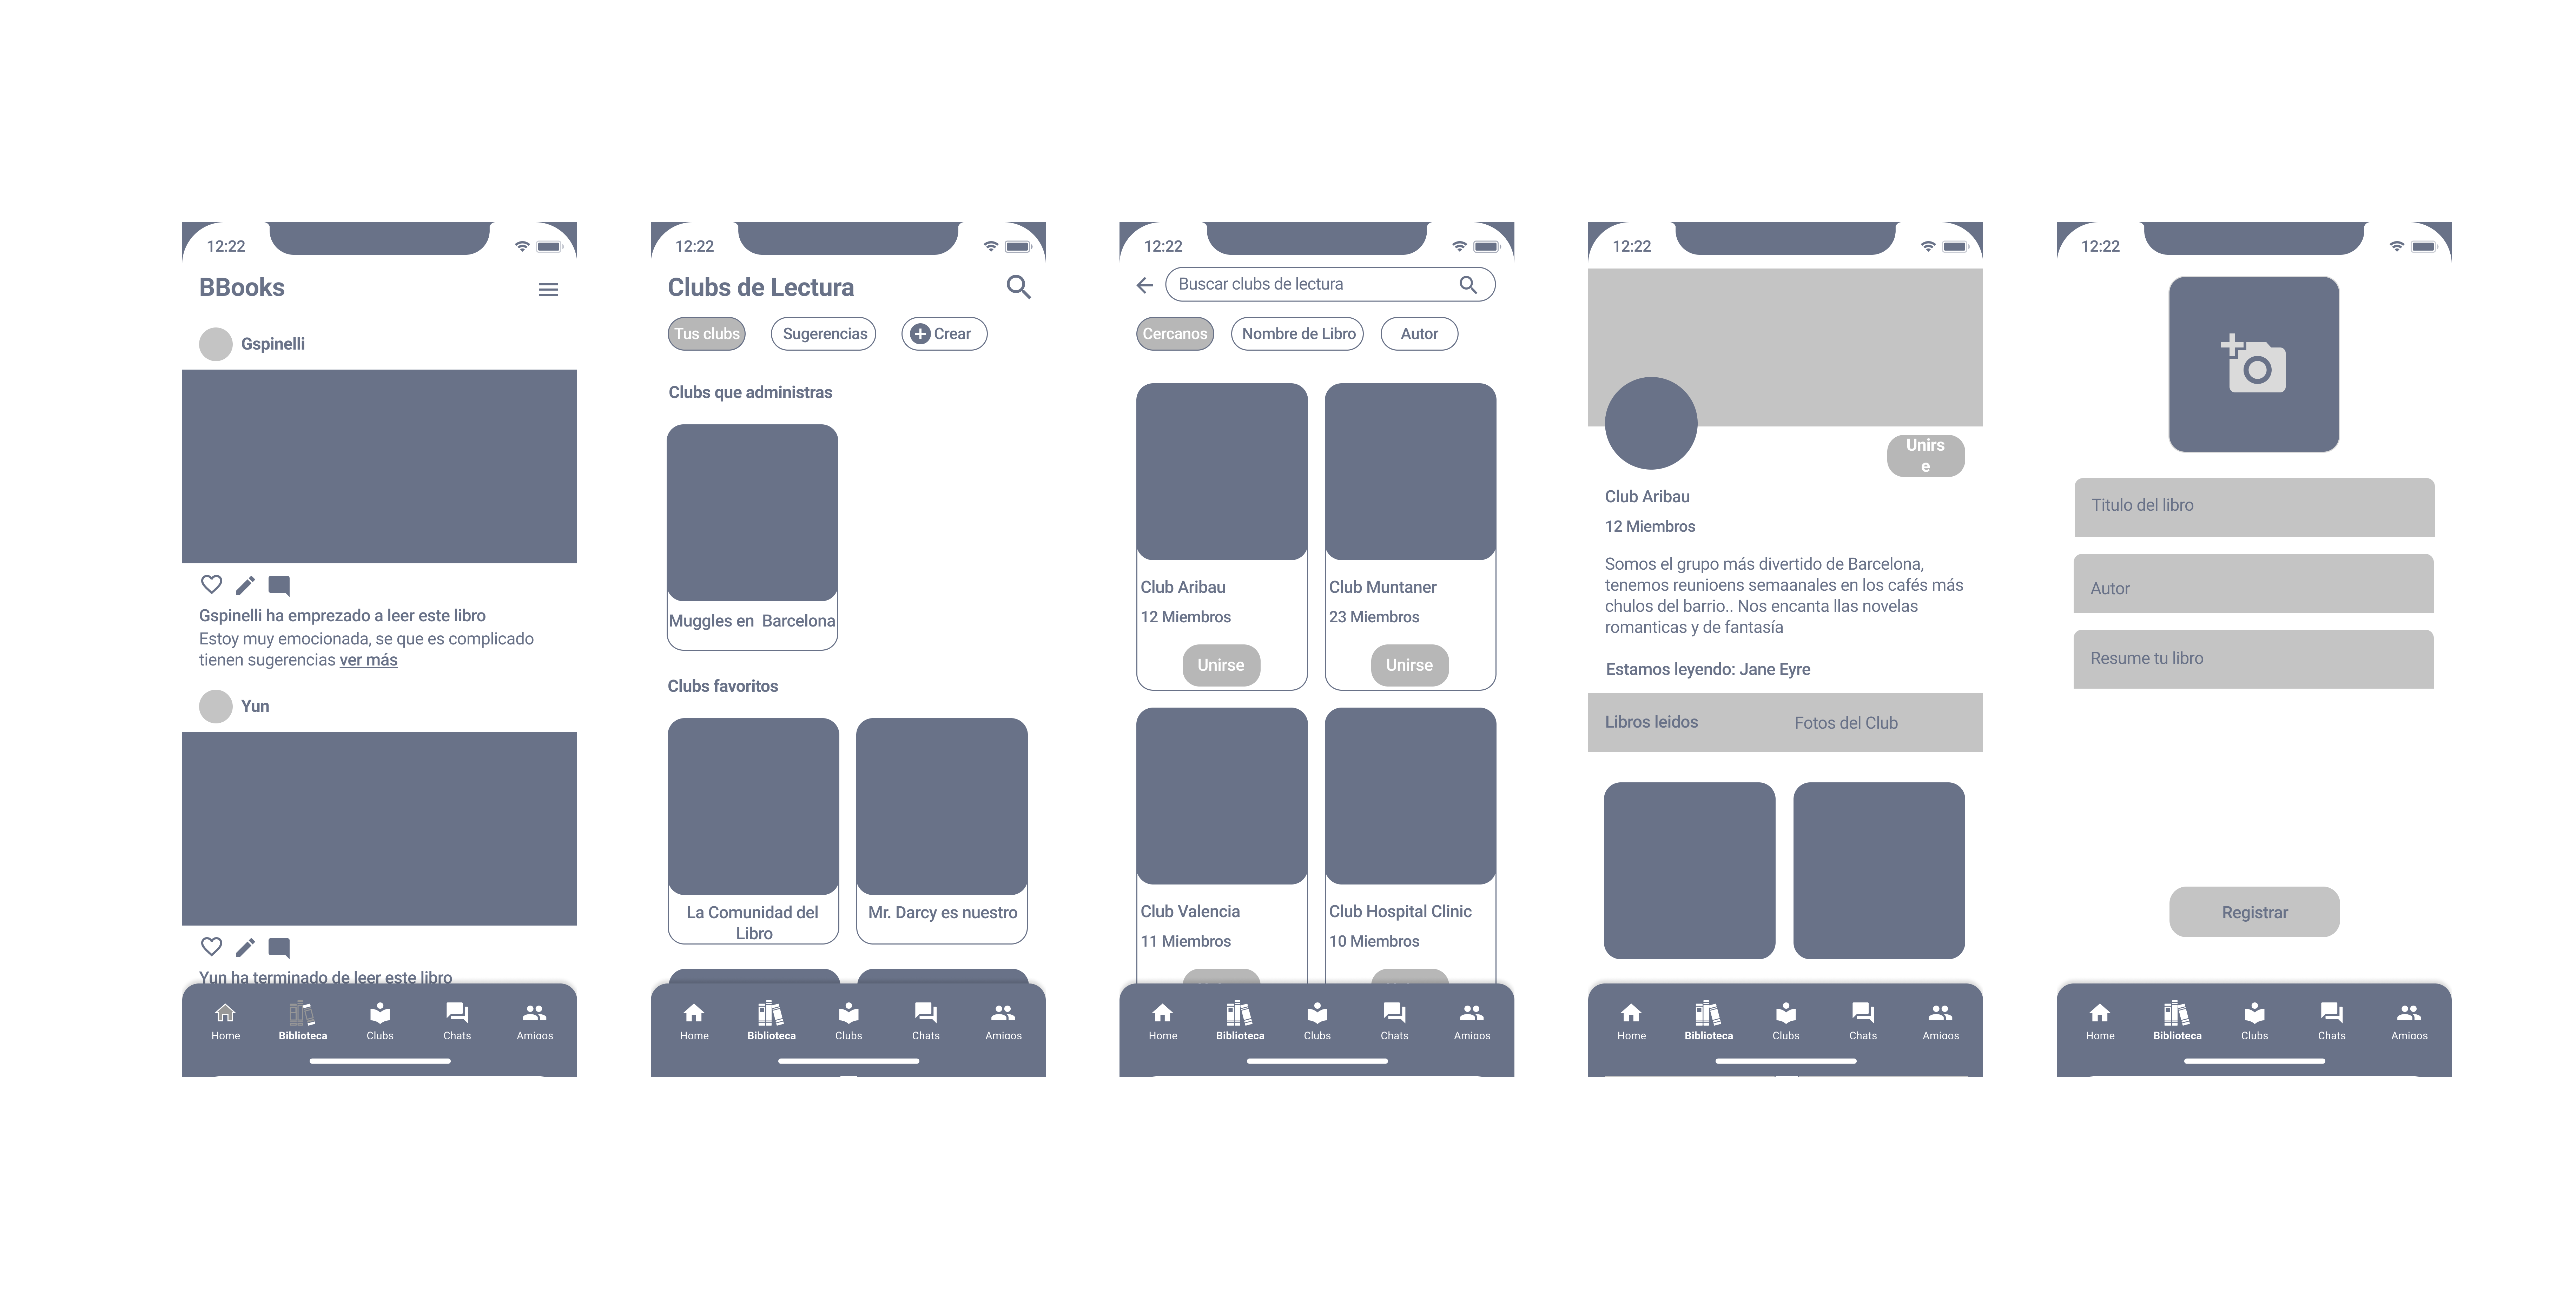 12:22
BBooks
Gspinelli
Gspinelli ha emprezado a leer este libro
Estoy muy emocionada, se que es complicado
tienen sugerencias ver más
Yun
Yun ha terminado de leer este libro
Home Biblioteca Clubs Chats Amigos
12:22
Clubs de Lectura
Tus clubs Sugerencias Crear
Clubs que administras
Muggles en Barcelona
Clubs favoritos
La Comunidad del
Libro
Mr. Darcy es nuestro
Home Biblioteca Clubs Chats Amigos
12:22
Buscar clubs de lectura
Cercanos Nombre de Libro Autor
Club Aribau
12 Miembros
Unirse
Club Muntaner
23 Miembros
Unirse
Club Valencia
11 Miembros
Club Hospital Clinic
10 Miembros
Home Biblioteca Clubs Chats Amigos
12:22
Unirs
e
Club Aribau
12 Miembros
Somos el grupo más divertido de Barcelona,
tenemos reunioens semaanales en los cafés más
chulos del barrio.. Nos encanta llas novelas
romanticas y de fantasía
Estamos leyendo: Jane Eyre
Libros leidos Fotos del Club
Home Biblioteca Clubs Chats Amigos
12:22
Titulo del libro
Autor
Resume tu libro
Registrar
Home Biblioteca Clubs Chats Amigos